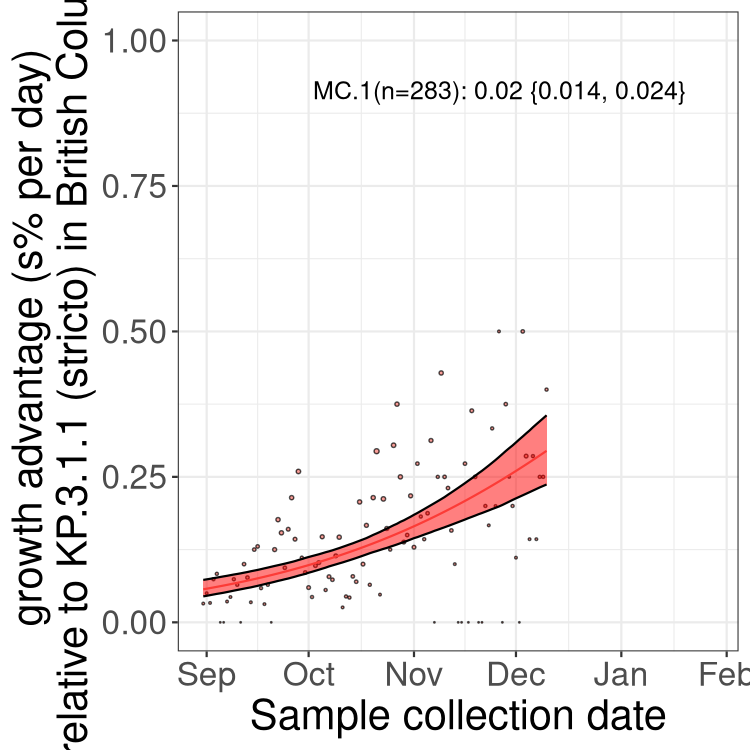 growth advantage (s% per day)
relative to KP.3.1.1 (stricto) in British Colu
1.00
0.75
0.50
0.25
0.00
MC.1(n=283): 0.02 {0.014, 0.024}
Sep Oct Nov Dec Jan Feb
Sample collection date